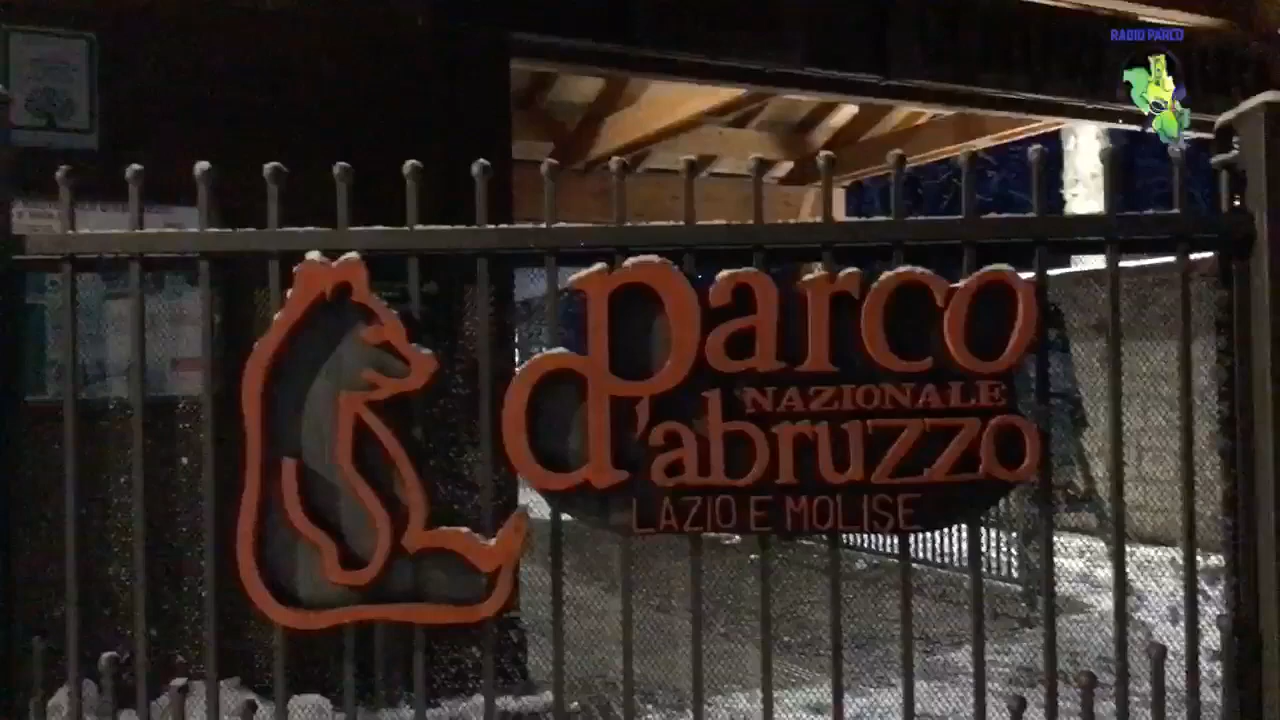 RADIO PARCO
Parco
NAZIONALE
d'abruzzo
LAZIO E MOLISE